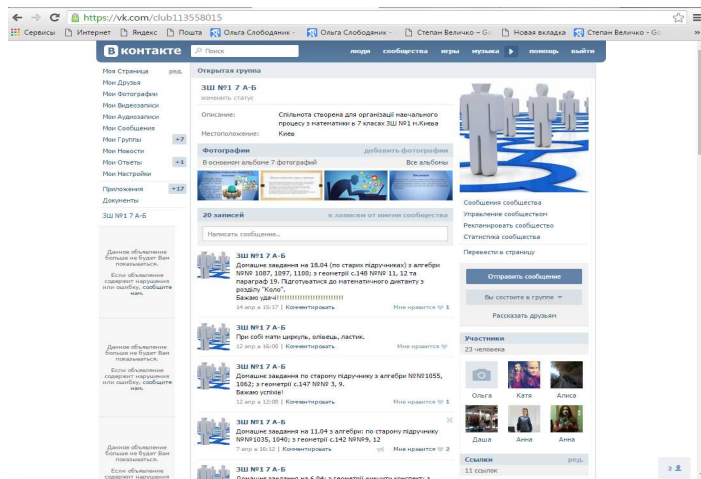 https://vk.com/club113558015
Сервисы Интернет Яндекс Почта Ольга Слободяник - Ольга Слободяник - Степан Величко – Go Новая вкладка Степан Величко - Go »
В контакте Поиск люди сообщества игры музыка помощь выйти
Моя Страница ред.
Мои Друзья
Мои Фотографии
Мои Видеозаписи
Мои Аудиозаписи
Мои Сообщения
Мои Группы +7
Мои Новости
Мои Ответы +1
Мои Настройки
Приложения +17
Документы
ЗШ №1 7 А-Б
Данное объявление
больше не будет Вам
показываться.
Если объявление
содержит нарушения
или ошибку, сообщите
нам.
Данное объявление
больше не будет Вам
показываться.
Если объявление
содержит нарушения
или ошибку, сообщите
нам.
Данное объявление
больше не будет Вам
показываться.
Если объявление
содержит нарушения
Открытая группа
ЗШ №1 7 А-Б
изменить статус
Описание: Спільнота створена для організації навчального
процесу з математики в 7 класах ЗШ №1 м.Києва
Местоположение: Киев
Фотографии добавить фотографии
В основном альбоме 7 фотографий Все альбомы
20 записей к записям от имени сообщества
Написать сообщение...
ЗШ №1 7 А-Б
Домашнє завдання на 18.04 (по старих підручниках) з алгебри
№№ 1087, 1097, 1100; з геометрії с.148 №№ 11, 12 та
параграф 19. Підготуватися до математичного диктанту з
розділу "Коло".
Бажаю удачі!!!!!!!!!!!!!!!!!!!!!!!!!!!
14 апр в 15:17 | Комментировать Мне нравится 1
ЗШ №1 7 А-Б
При собі мати циркуль, олівець, ластик.
12 апр в 16:00 | Комментировать Мне нравится
ЗШ №1 7 А-Б
Домашнє завдання по старому підручнику з алгебри №№1055,
1062; з геометрії с.147 №№ 3, 9.
Бажаю успіхів!
12 апр в 12:08 | Комментировать Мне нравится 1
ЗШ №1 7 А-Б
Домашнє завдання на 11.04 з алгебри: по старому підручнику
№№1035, 1040; з геометрії с.142 №№9, 12
7 апр в 16:12 | Комментировать Мне нравится 2
ЗШ №1 7 А-Б
Сообщения сообщества
Управление сообществом
Рекламировать сообщество
Статистика сообщества
Перевести в страницу
Отправить сообщение
Вы состоите в группе
Рассказать друзьям
Участники
23 человека
Ольга Катя Алиса
Даша Анна Анна
Ссылки ред.
11 ссылок
2